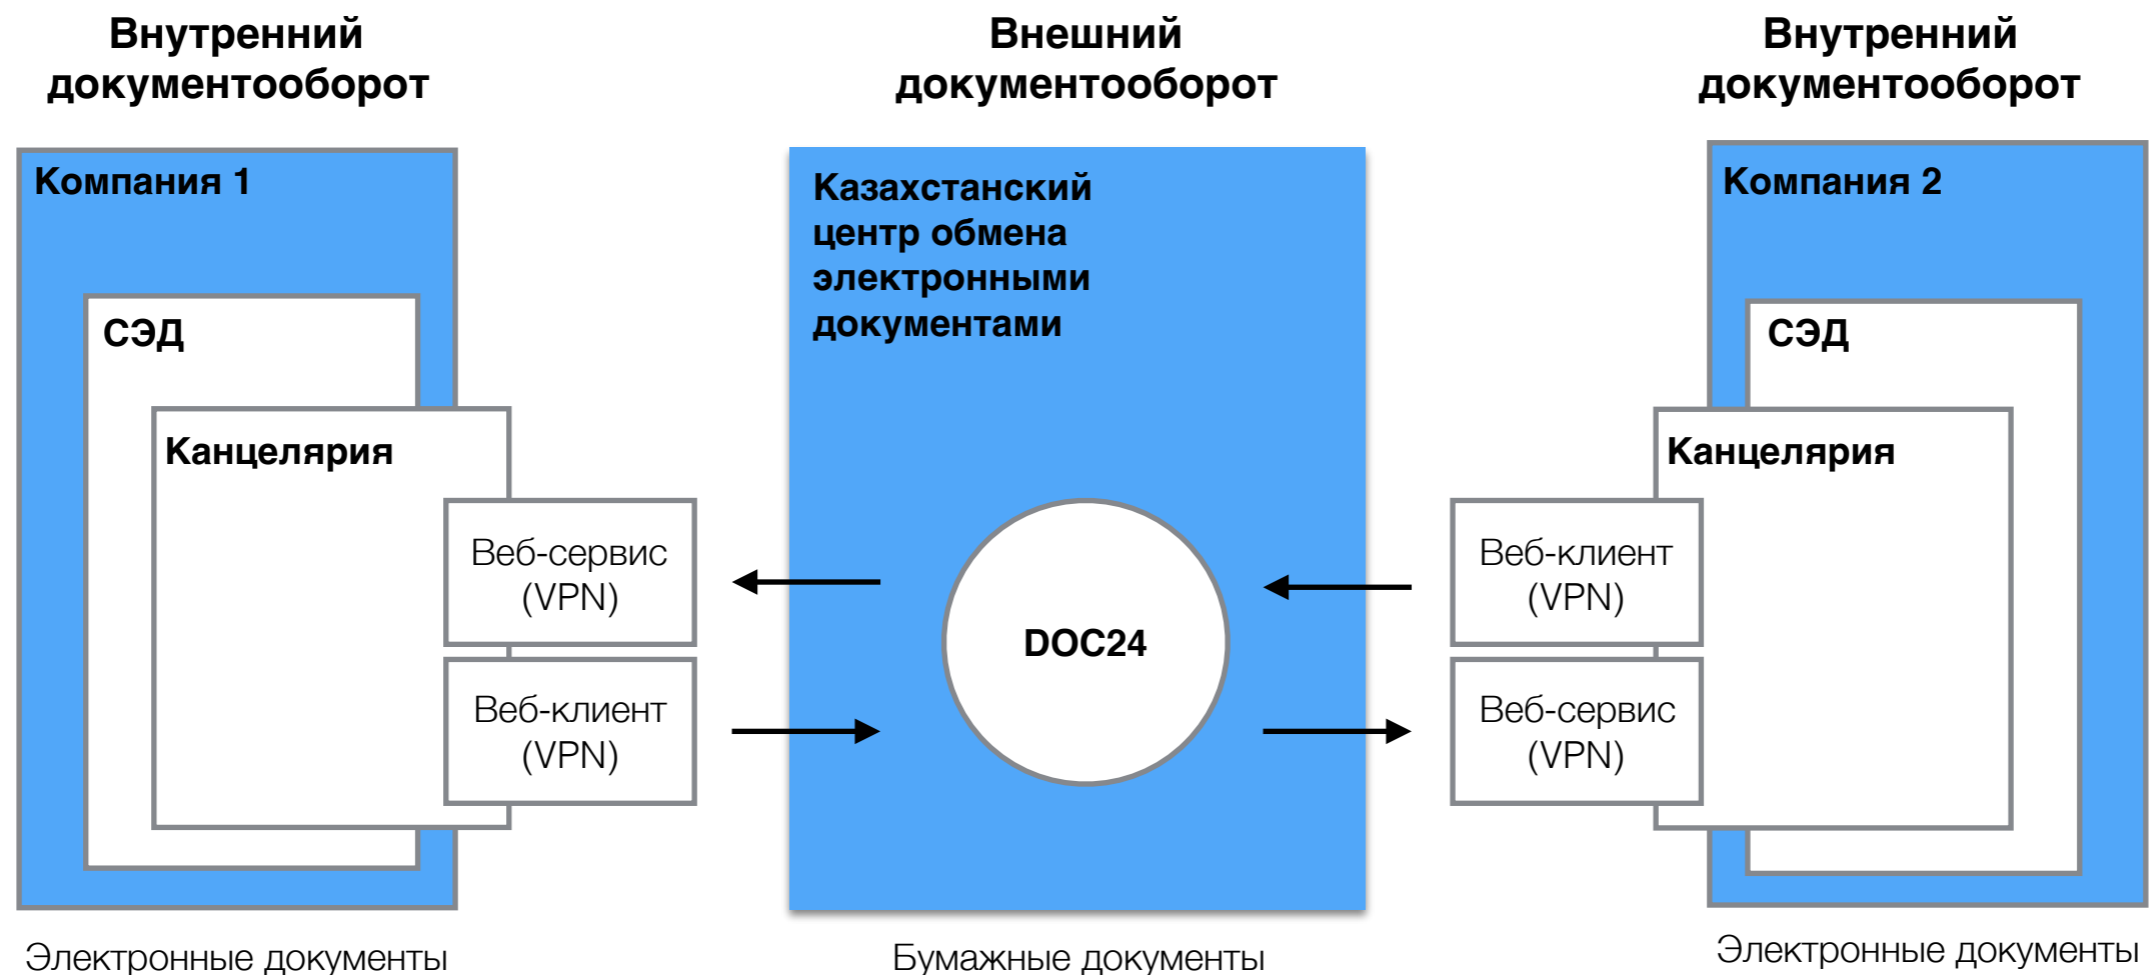 Внутренний
документооборот
Внешний
документооборот
Внутренний
документооборот
Компания 1
СЭД
Канцелярия
Веб-сервис
(VPN)
Веб-клиент
(VPN)
Электронные документы
Казахстанский
центр обмена
электронными
документами
DOC24
Бумажные документы
Компания 2
СЭД
Канцелярия
Веб-клиент
(VPN)
Веб-сервис
(VPN)
Электронные документы